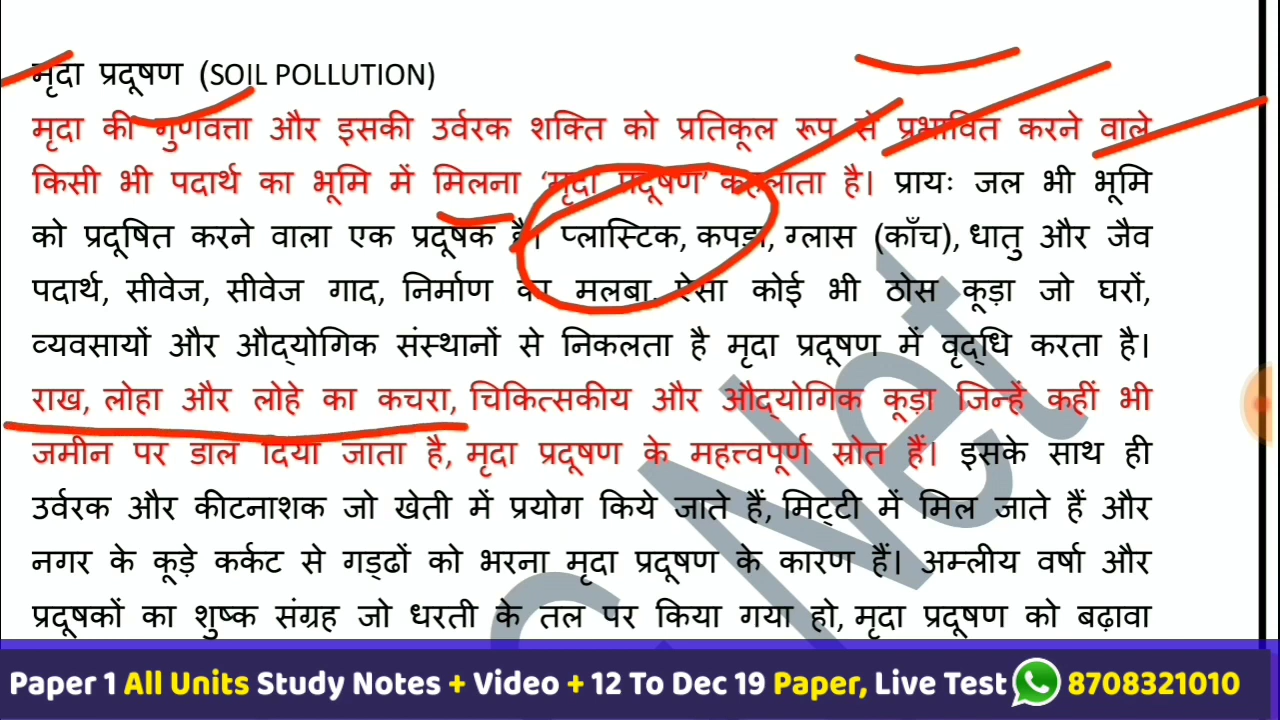 मृदा प्रदूषण (SOIL POLLUTION)
मृदा की गुणवत्ता और इसकी उर्वरक शक्ति को प्रतिकूल रूप से प्रभावित करने वाले
किसी भी पदार्थ का भूमि में मिलना ‘मृदा प्रदूषण’ कहलाता है। प्रायः जल भी भूमि
को प्रदूषित करने वाला एक प्रदूषक है। प्लास्टिक, कपड़ा, ग्लास (काँच), धातु और जैव
पदार्थ, सीवेज, सीवेज गाद, निर्माण का मलबा, ऐसा कोई भी ठोस कूड़ा जो घरों,
व्यवसायों और औद्योगिक संस्थानों से निकलता है मृदा प्रदूषण में वृद्धि करता है।
राख, लोहा और लोहे का कचरा, चिकित्सकीय और औद्योगिक कूड़ा जिन्हें कहीं भी
जमीन पर डाल दिया जाता है, मृदा प्रदूषण के महत्त्वपूर्ण स्रोत हैं। इसके साथ ही
उर्वरक और कीटनाशक जो खेती में प्रयोग किये जाते हैं, मिट्टी में मिल जाते हैं और
नगर के कूड़े कर्कट से गड्ढों को भरना मृदा प्रदूषण के कारण हैं। अम्लीय वर्षा और
प्रदूषकों का शुष्क संग्रह जो धरती के तल पर किया गया हो, मृदा प्रदूषण को बढ़ावा
Net
Paper 1 All Units Study Notes + Video + 12 To Dec 19 Paper, Live Test 8708321010